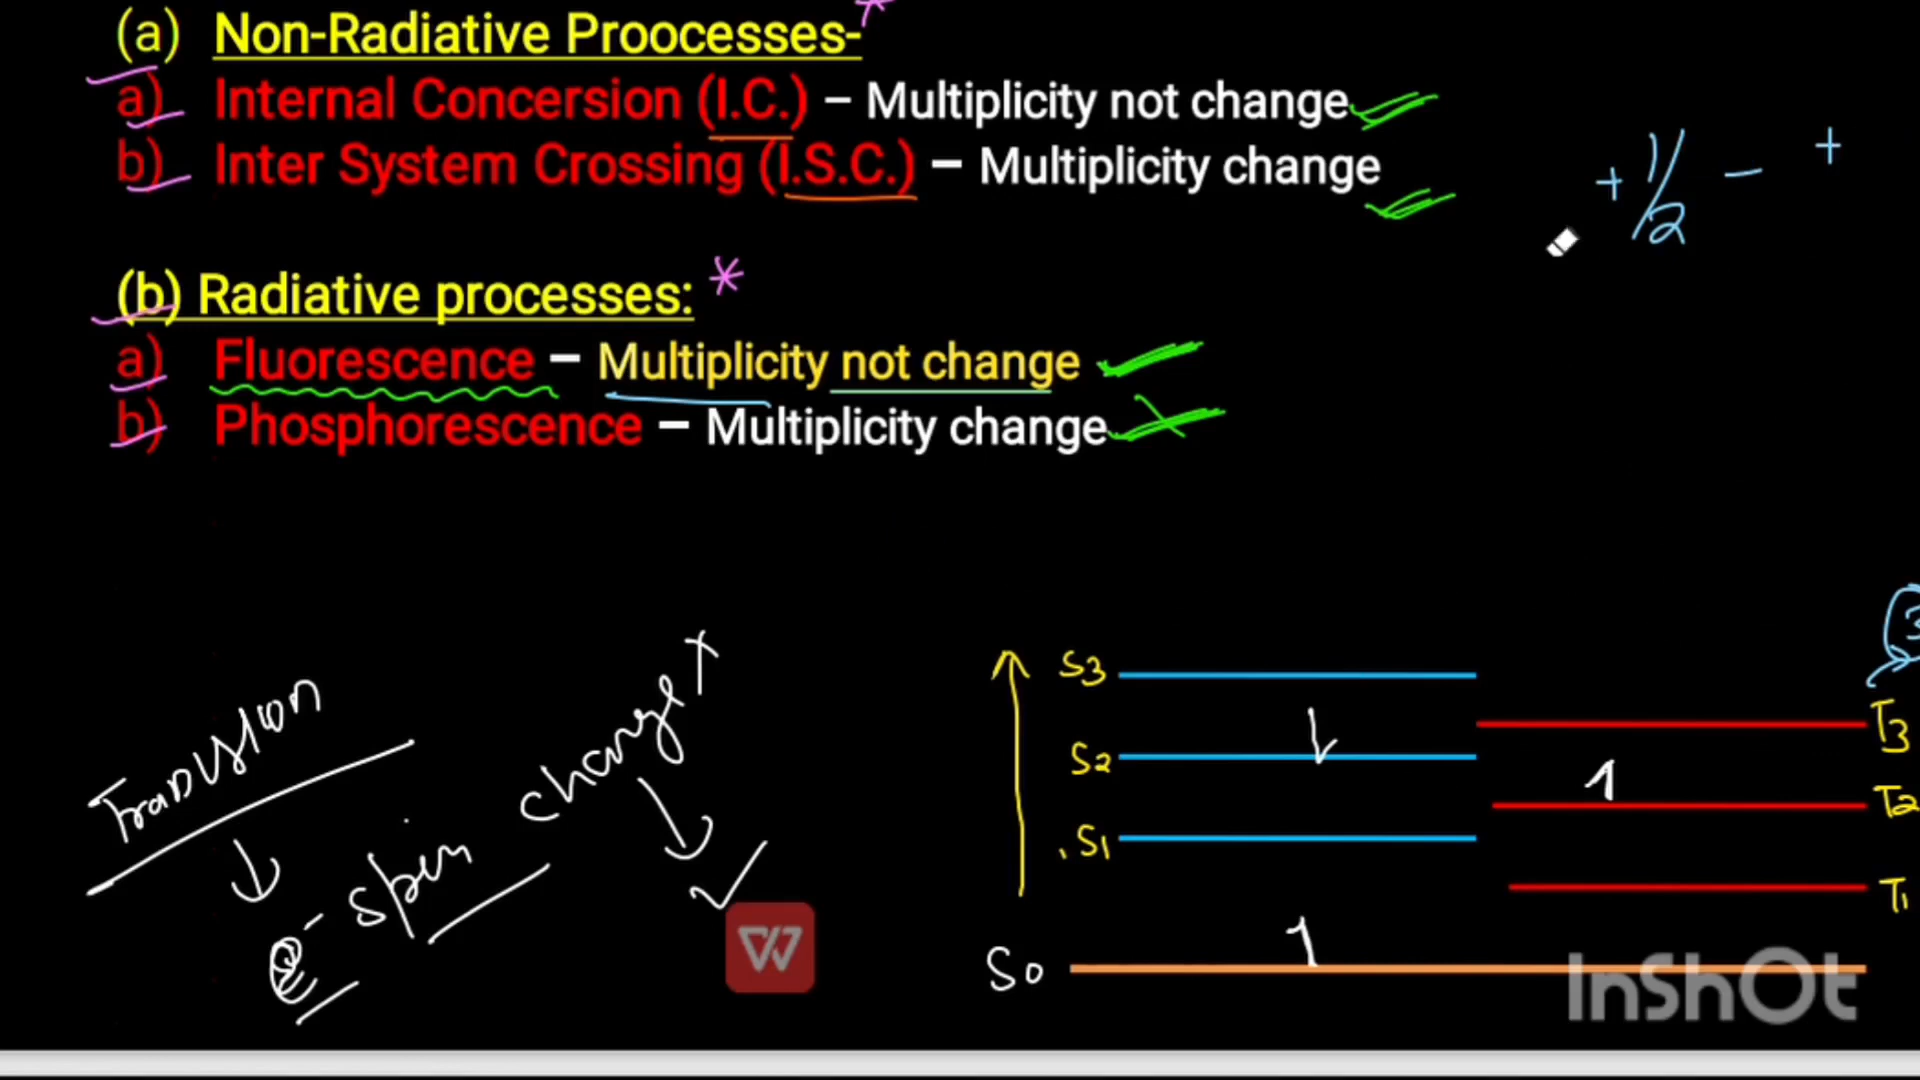 (a) Non-Radiative Proocesses-*
a) Internal Concersion (I.C.) – Multiplicity not change
b) Inter System Crossing (I.S.C.) – Multiplicity change
+1/2 - +
(b) Radiative processes: *
a) Fluorescence – Multiplicity not change
b) Phosphorescence – Multiplicity change
S3
T3
S2
T2
S1
T1
S0
e- spin change
W
InShOt